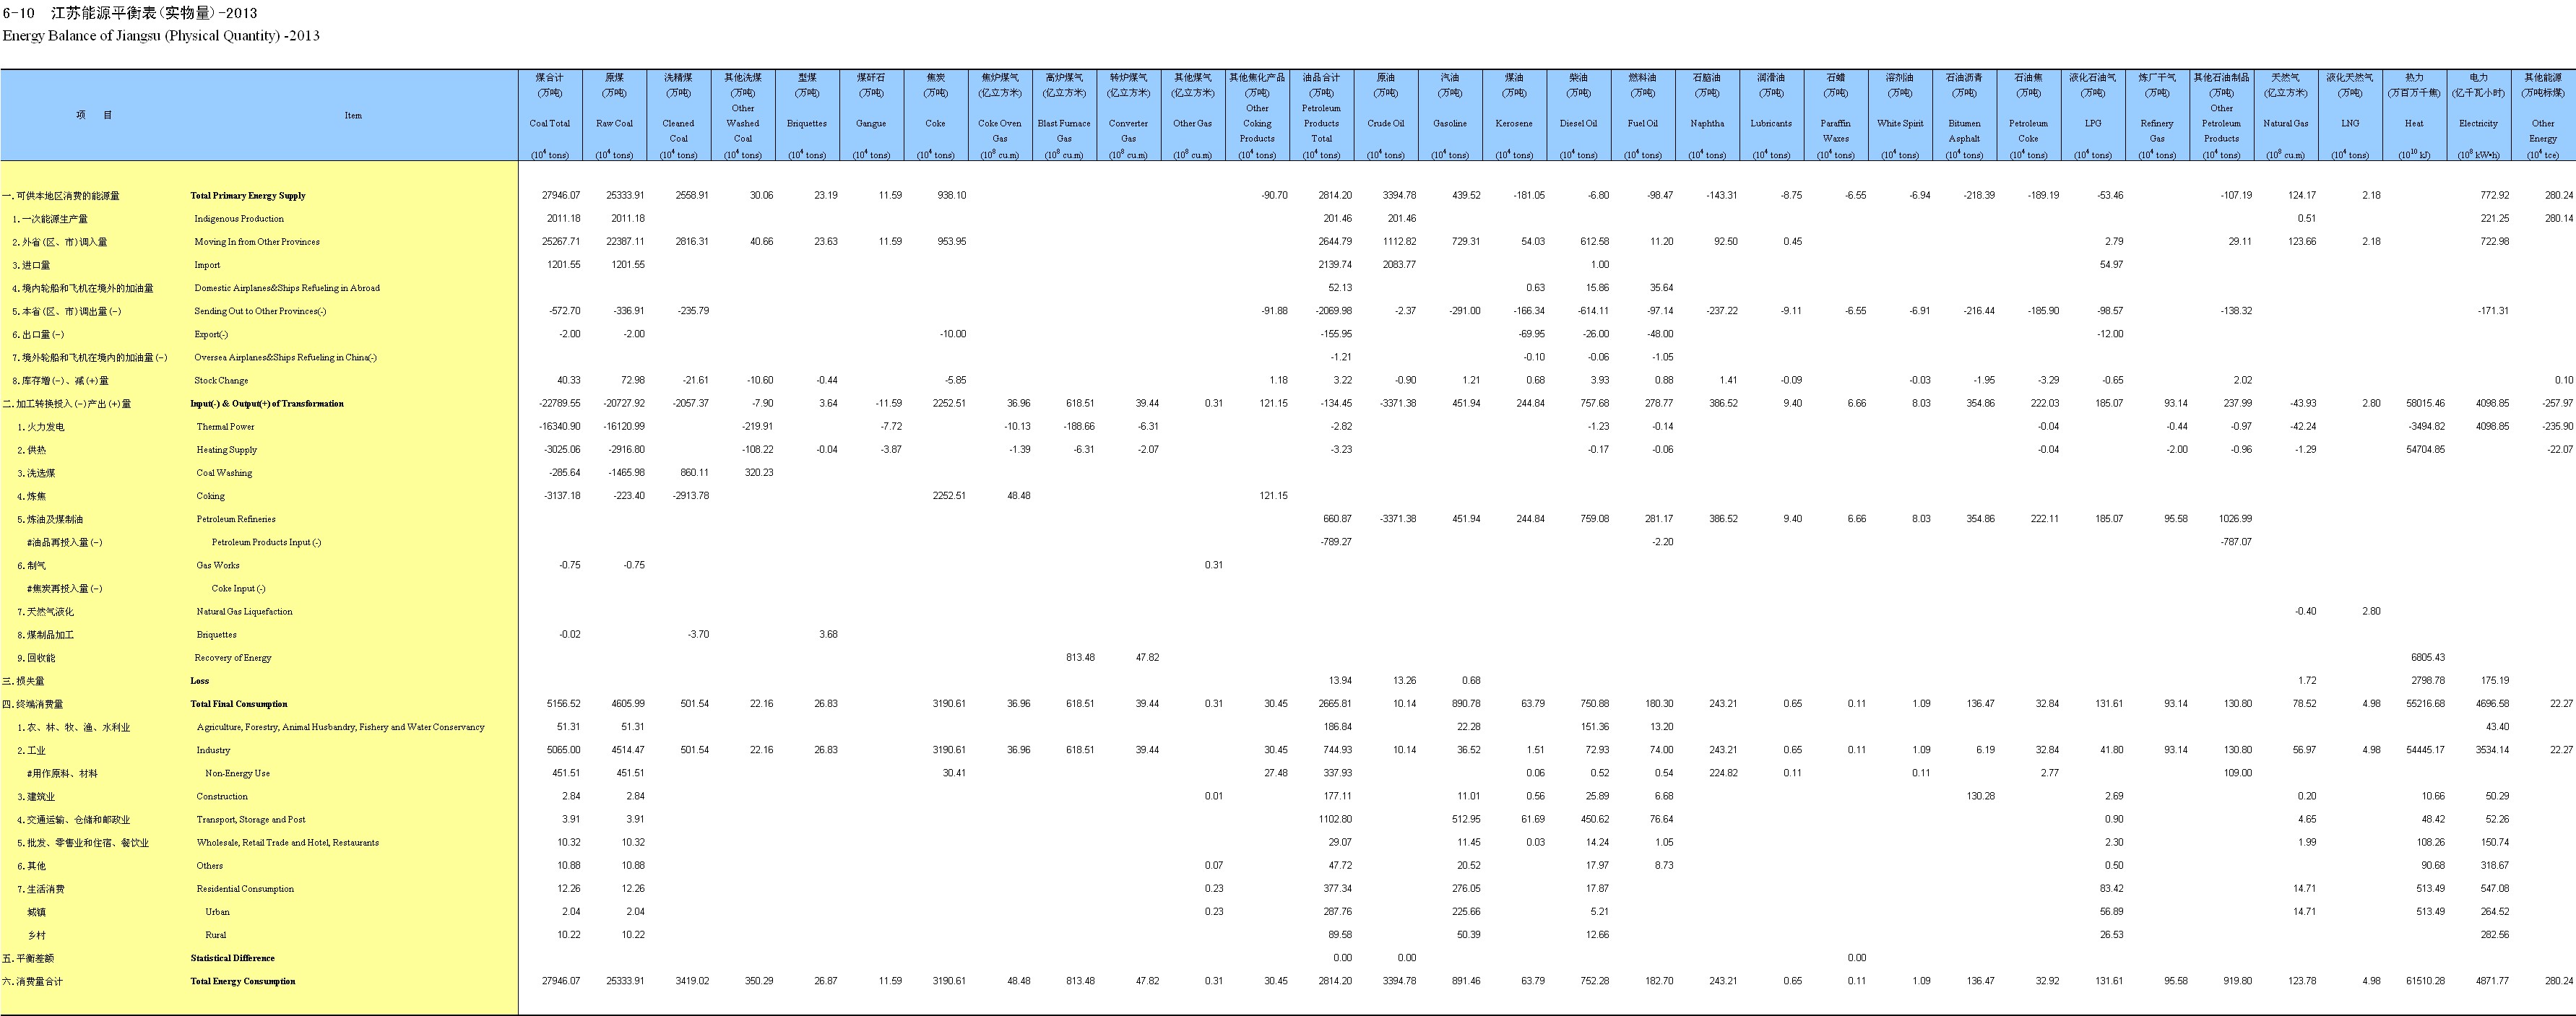 6-10 江苏能源平衡表(实物量)-2013
Energy Balance of Jiangsu (Physical Quantity) -2013
项 目 Item 煤合计 (万吨) Coal Total (10⁴ tons) 原煤 (万吨) Raw Coal (10⁴ tons) 洗精煤 (万吨) Cleaned Coal (10⁴ tons) 其他洗煤 (万吨) Other Washed Coal (10⁴ tons) 型煤 (万吨) Briquettes (10⁴ tons) 煤矸石 (万吨) Gangue (10⁴ tons) 焦炭 (万吨) Coke (10⁴ tons) 焦炉煤气 (亿立方米) Coke Oven Gas (10⁸ cu.m) 高炉煤气 (亿立方米) Blast Furnace Gas (10⁸ cu.m) 转炉煤气 (亿立方米) Converter Gas (10⁸ cu.m) 其他煤气 (亿立方米) Other Gas (10⁸ cu.m) 其他焦化产品 (万吨) Other Coking Products (10⁴ tons) 油品合计 (万吨) Petroleum Products Total (10⁴ tons) 原油 (万吨) Crude Oil (10⁴ tons) 汽油 (万吨) Gasoline (10⁴ tons) 煤油 (万吨) Kerosene (10⁴ tons) 柴油 (万吨) Diesel Oil (10⁴ tons) 燃料油 (万吨) Fuel Oil (10⁴ tons) 石脑油 (万吨) Naphtha (10⁴ tons) 润滑油 (万吨) Lubricants (10⁴ tons) 石蜡 (万吨) Paraffin Waxes (10⁴ tons) 溶剂油 (万吨) White Spirit (10⁴ tons) 石油沥青 (万吨) Bitumen Asphalt (10⁴ tons) 石油焦 (万吨) Petroleum Coke (10⁴ tons) 液化石油气 (万吨) LPG (10⁴ tons) 炼厂干气 (万吨) Refinery Gas (10⁴ tons) 其他石油制品 (万吨) Other Petroleum Products (10⁴ tons) 天然气 (亿立方米) Natural Gas (10⁸ cu.m) 液化天然气 (万吨) LNG (10⁴ tons) 热力 (万百万千焦) Heat (10¹⁰ kJ) 电力 (亿千瓦小时) Electricity (10⁸ kW•h) 其他能源 (万吨标煤) Other Energy (10⁴ tce)
一.可供本地区消费的能源量 Total Primary Energy Supply 27946.07 25333.91 2558.91 30.06 23.19 11.59 938.10 -90.70 2814.20 3394.78 439.52 -181.05 -6.80 -98.47 -143.31 -8.75 -6.55 -6.94 -218.39 -189.19 -53.46 -107.19 124.17 2.18 772.92 280.24
1.一次能源生产量 Indigenous Production 2011.18 2011.18 201.46 201.46 0.51 221.25 280.14
2.外省(区、市)调入量 Moving In from Other Provinces 25267.71 22387.11 2816.31 40.66 23.63 11.59 953.95 2644.79 1112.82 729.31 54.03 612.58 11.20 92.50 0.45 2.79 29.11 123.66 2.18 722.98
3.进口量 Import 1201.55 1201.55 2139.74 2083.77 1.00 54.97
4.境内轮船和飞机在境外的加油量 Domestic Airplanes&Ships Refueling in Abroad 52.13 0.63 15.86 35.64
5.本省(区、市)调出量(-) Sending Out to Other Provinces(-) -572.70 -336.91 -235.79 -91.88 -2069.98 -2.37 -291.00 -166.34 -614.11 -97.14 -237.22 -9.11 -6.55 -6.91 -216.44 -185.90 -98.57 -138.32 -171.31
6.出口量(-) Export(-) -2.00 -2.00 -10.00 -155.95 -69.95 -26.00 -48.00 -12.00
7.境外轮船和飞机在境内的加油量(-) Oversea Airplanes&Ships Refueling in China(-) -1.21 -0.10 -0.06 -1.05
8.库存增(-)、减(+)量 Stock Change 40.33 72.98 -21.61 -10.60 -0.44 -5.85 1.18 3.22 -0.90 1.21 0.68 3.93 0.88 1.41 -0.09 -0.03 -1.95 -3.29 -0.65 2.02 0.10
二.加工转换投入(-)产出(+)量 Input(-) & Output(+) of Transformation -22789.55 -20727.92 -2057.37 -7.90 3.64 -11.59 2252.51 36.96 618.51 39.44 0.31 121.15 -134.45 -3371.38 451.94 244.84 757.68 278.77 386.52 9.40 6.66 8.03 354.86 222.03 185.07 93.14 237.99 -43.93 2.80 58015.46 4098.85 -257.97
1.火力发电 Thermal Power -16340.90 -16120.99 -219.91 -7.72 -10.13 -188.66 -6.31 -2.82 -1.23 -0.14 -0.04 -0.44 -0.97 -42.24 -3494.82 4098.85 -235.90
2.供热 Heating Supply -3025.06 -2916.80 -108.22 -0.04 -3.87 -1.39 -6.31 -2.07 -3.23 -0.17 -0.06 -0.04 -2.00 -0.96 -1.29 54704.85 -22.07
3.洗选煤 Coal Washing -285.64 -1465.98 860.11 320.23
4.炼焦 Coking -3137.18 -223.40 -2913.78 2252.51 48.48 121.15
5.炼油及煤制油 Petroleum Refineries 660.87 -3371.38 451.94 244.84 759.08 281.17 386.52 9.40 6.66 8.03 354.86 222.11 185.07 95.58 1026.99
#油品再投入量(-) Petroleum Products Input (-) -789.27 -2.20 -787.07
6.制气 Gas Works -0.75 -0.75 0.31
#焦炭再投入量(-) Coke Input (-)
7.天然气液化 Natural Gas Liquefaction -0.40 2.80
8.煤制品加工 Briquettes -0.02 -3.70 3.68
9.回收能 Recovery of Energy 813.48 47.82 6805.43
三.损失量 Loss 13.94 13.26 0.68 1.72 2798.78 175.19
四.终端消费量 Total Final Consumption 5156.52 4605.99 501.54 22.16 26.83 3190.61 36.96 618.51 39.44 0.31 30.45 2665.81 10.14 890.78 63.79 750.88 180.30 243.21 0.65 0.11 1.09 136.47 32.84 131.61 93.14 130.80 78.52 4.98 55216.68 4696.58 22.27
1.农、林、牧、渔、水利业 Agriculture, Forestry, Animal Husbandry, Fishery and Water Conservancy 51.31 51.31 186.84 22.28 151.36 13.20 43.40
2.工业 Industry 5065.00 4514.47 501.54 22.16 26.83 3190.61 36.96 618.51 39.44 30.45 744.93 10.14 36.52 1.51 72.93 74.00 243.21 0.65 0.11 1.09 6.19 32.84 41.80 93.14 130.80 56.97 4.98 54445.17 3534.14 22.27
#用作原料、材料 Non-Energy Use 451.51 451.51 30.41 27.48 337.93 0.06 0.52 0.54 224.82 0.11 0.11 2.77 109.00
3.建筑业 Construction 2.84 2.84 0.01 177.11 11.01 0.56 25.89 6.68 130.28 2.69 0.20 10.66 50.29
4.交通运输、仓储和邮政业 Transport, Storage and Post 3.91 3.91 1102.80 512.95 61.69 450.62 76.64 0.90 4.65 48.42 52.26
5.批发、零售业和住宿、餐饮业 Wholesale, Retail Trade and Hotel, Restaurants 10.32 10.32 29.07 11.45 0.03 14.24 1.05 2.30 1.99 108.26 150.74
6.其他 Others 10.88 10.88 0.07 47.72 20.52 17.97 8.73 0.50 90.68 318.67
7.生活消费 Residential Consumption 12.26 12.26 0.23 377.34 276.05 17.87 83.42 14.71 513.49 547.08
城镇 Urban 2.04 2.04 0.23 287.76 225.66 5.21 56.89 14.71 513.49 264.52
乡村 Rural 10.22 10.22 89.58 50.39 12.66 26.53 282.56
五.平衡差额 Statistical Difference 0.00 0.00 0.00
六.消费量合计 Total Energy Consumption 27946.07 25333.91 3419.02 350.29 26.87 11.59 3190.61 48.48 813.48 47.82 0.31 30.45 2814.20 3394.78 891.46 63.79 752.28 182.70 243.21 0.65 0.11 1.09 136.47 32.92 131.61 95.58 919.80 123.78 4.98 61510.28 4871.77 280.24